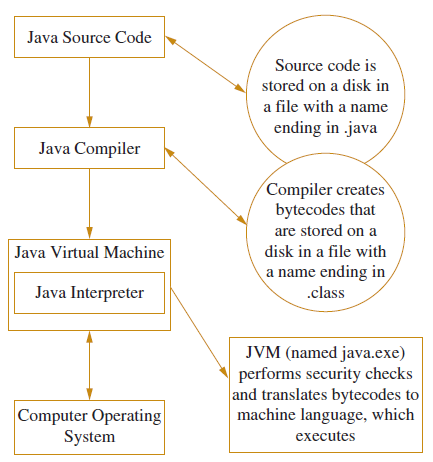 Java Source Code
Source code is
stored on a disk in
a file with a name
ending in .java
Java Compiler
Compiler creates
bytecodes that
are stored on a
disk in a file with
a name ending in
.class
Java Virtual Machine
Java Interpreter
JVM (named java.exe)
performs security checks
and translates bytecodes to
machine language, which
executes
Computer Operating
System